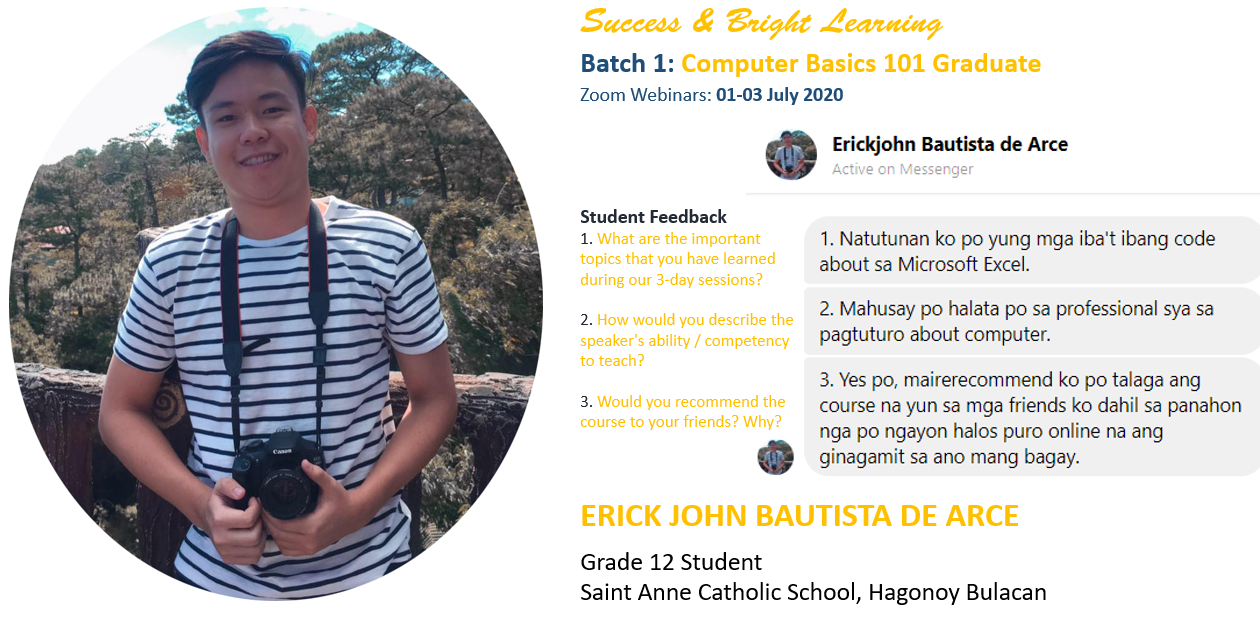 Success & Bright Learning
Batch 1: Computer Basics 101 Graduate
Zoom Webinars: 01-03 July 2020
Erickjohn Bautista de Arce
Active on Messenger
Student Feedback
1. What are the important
topics that you have learned
during our 3-day sessions?
2. How would you describe the
speaker's ability / competency
to teach?
3. Would you recommend the
course to your friends? Why?
1. Natutunan ko po yung mga iba't ibang code
about sa Microsoft Excel.
2. Mahusay po halata po sa professional sya sa
pagtuturo about computer.
3. Yes po, mairerecommend ko po talaga ang
course na yun sa mga friends ko dahil sa panahon
nga po ngayon halos puro online na ang
ginagamit sa ano mang bagay.
ERICK JOHN BAUTISTA DE ARCE
Grade 12 Student
Saint Anne Catholic School, Hagonoy Bulacan
Canon